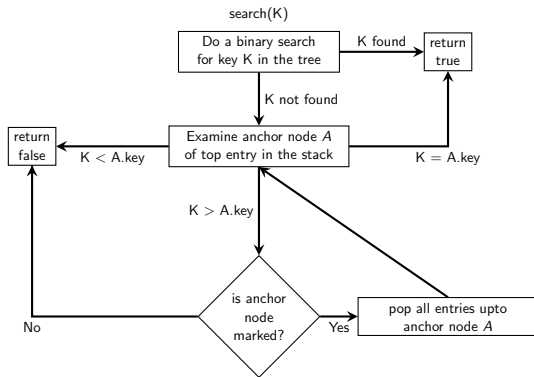 search(K)
Do a binary search
for key K in the tree
K found
return
true
K not found
return
false
Examine anchor node A
of top entry in the stack
K < A.key
K = A.key
K > A.key
is anchor
node
marked?
No
Yes
pop all entries upto
anchor node A